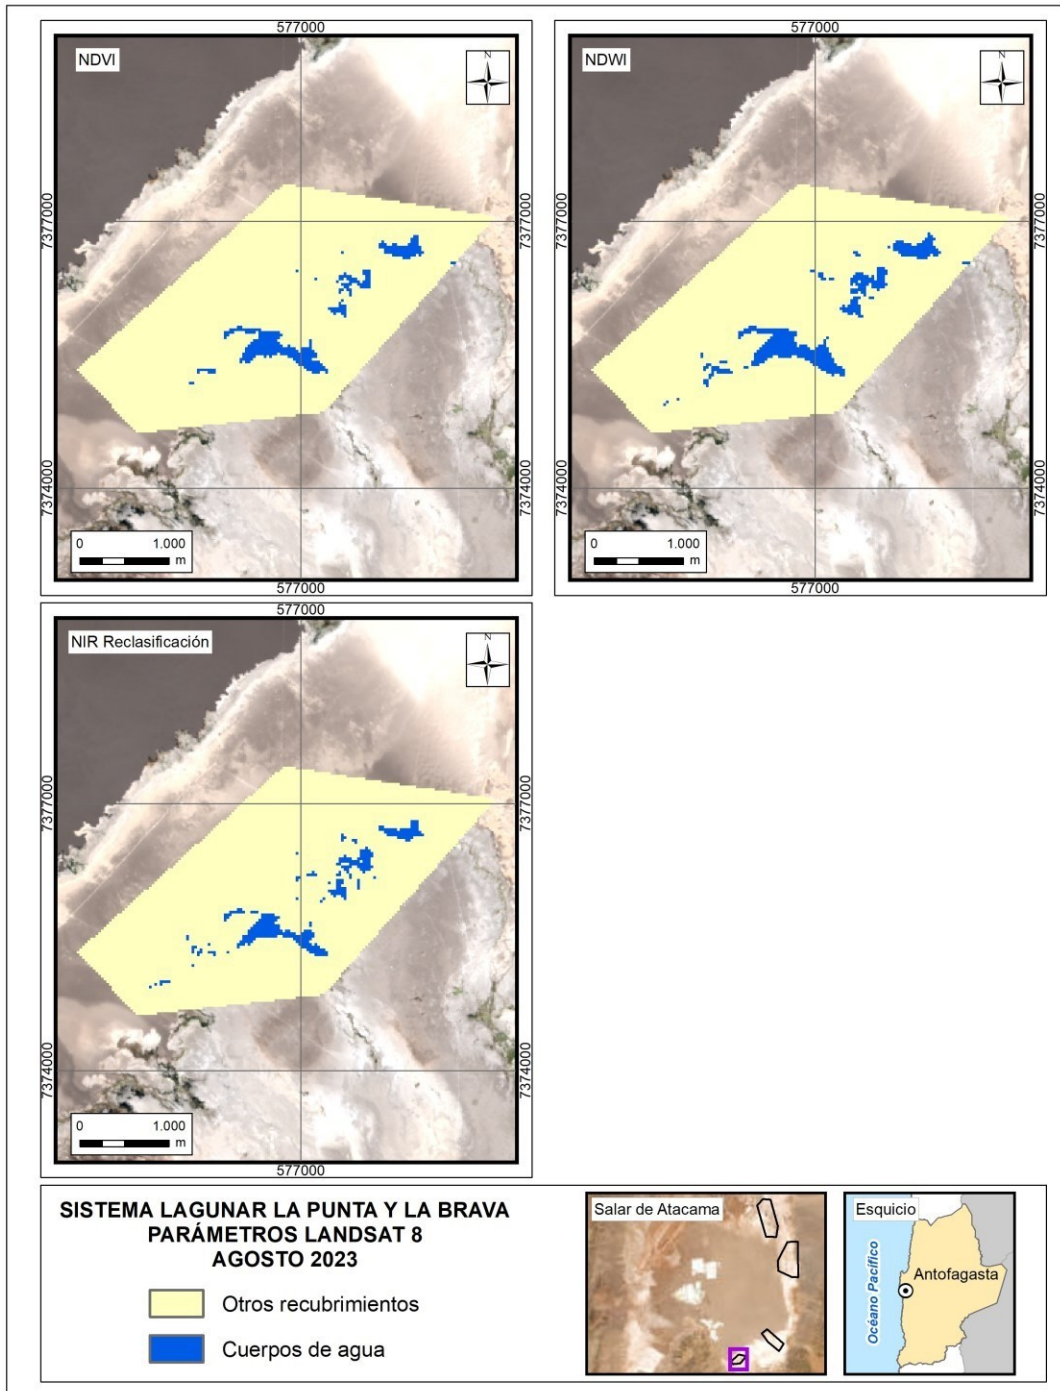 577000
577000
NDVI
N
NDWI
N
7377000
7377000
7377000
7377000
7374000
7374000
7374000
7374000
0 1.000
m
0 1.000
m
577000
577000
577000
NIR Reclasificación
N
7377000
7377000
7374000
7374000
0 1.000
m
577000
SISTEMA LAGUNAR LA PUNTA Y LA BRAVA
PARÁMETROS LANDSAT 8
AGOSTO 2023
Otros recubrimientos
Cuerpos de agua
Salar de Atacama
Esquicio
Océano Pacífico
Antofagasta